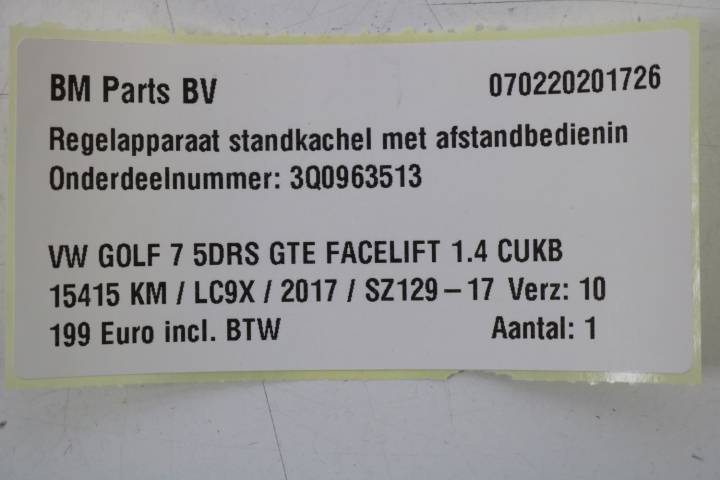 BM Parts BV 070220201726
Regelapparaat standkachel met afstandbedienin
Onderdeelnummer: 3Q0963513
VW GOLF 7 5DRS GTE FACELIFT 1.4 CUKB
15415 KM / LC9X / 2017 / SZ129 – 17 Verz: 10
199 Euro incl. BTW Aantal: 1